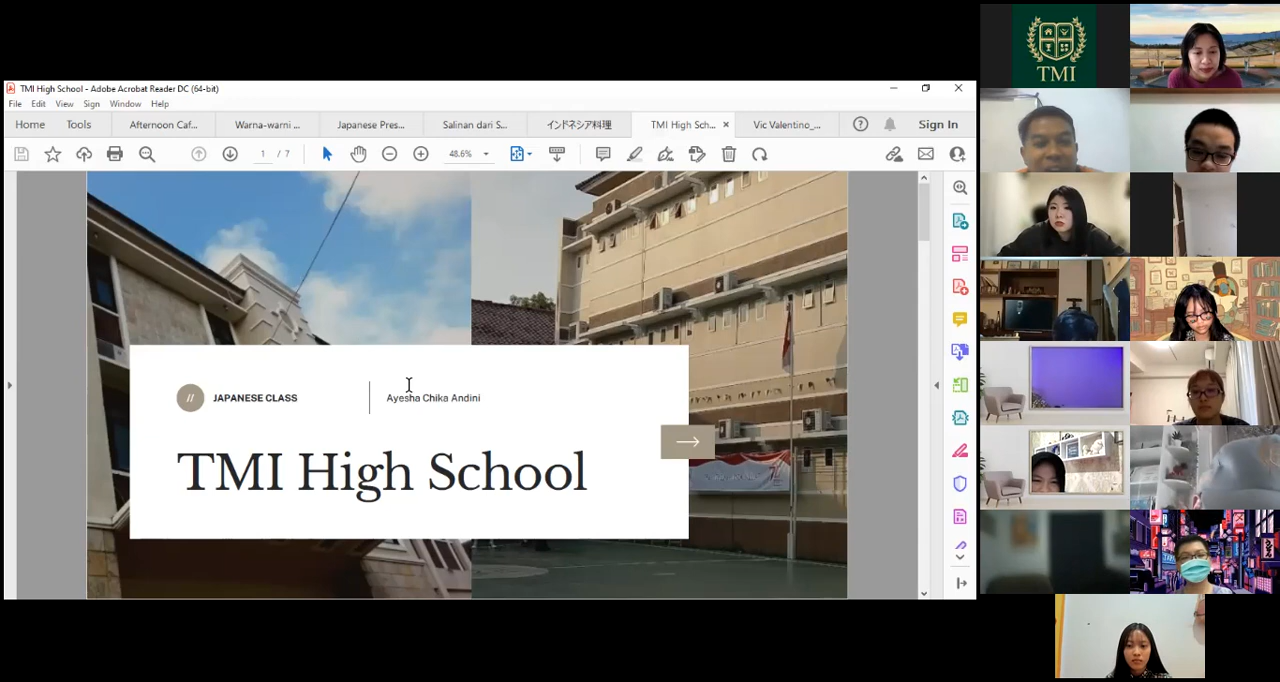 TMI High School - Adobe Acrobat Reader DC (64-bit)
File Edit View Sign Window Help
Home Tools Afternoon Caf... Warna-warni ... Japanese Pres... Salinan dari S... インドネシア料理 TMI High Sch... Vic Valentino_... Sign In
1 / 7 48.6%
// JAPANESE CLASS Ayesha Chika Andini
TMI High School
TMI